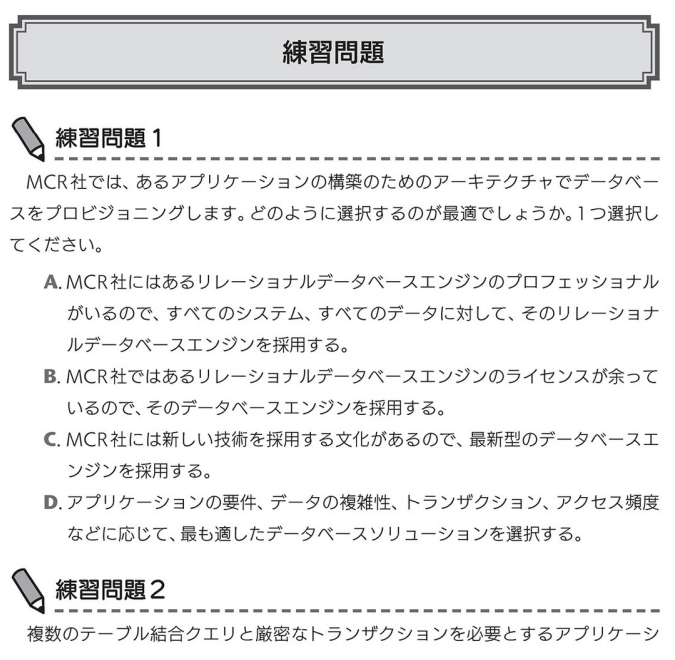 練習問題
練習問題1
MCR社では、あるアプリケーションの構築のためのアーキテクチャでデータベー
スをプロビジョニングします。どのように選択するのが最適でしょうか。1つ選択し
てください。
A. MCR社にはあるリレーショナルデータベースエンジンのプロフェッショナル
がいるので、すべてのシステム、すべてのデータに対して、そのリレーショナ
ルデータベースエンジンを採用する。
B. MCR社ではあるリレーショナルデータベースエンジンのライセンスが余って
いるので、そのデータベースエンジンを採用する。
C. MCR社には新しい技術を採用する文化があるので、最新型のデータベースエ
ンジンを採用する。
D. アプリケーションの要件、データの複雑性、トランザクション、アクセス頻度
などに応じて、最も適したデータベースソリューションを選択する。
練習問題2
複数のテーブル結合クエリと厳密なトランザクションを必要とするアプリケーシ